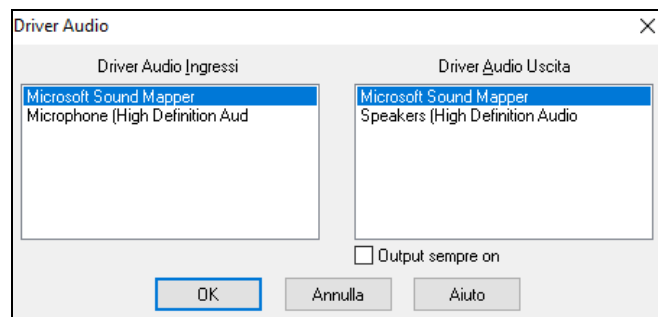 Driver Audio
Driver Audio Ingressi
Driver Audio Uscita
Microsoft Sound Mapper
Microphone (High Definition Aud
Microsoft Sound Mapper
Speakers (High Definition Audio
Output sempre on
OK
Annulla
Aiuto